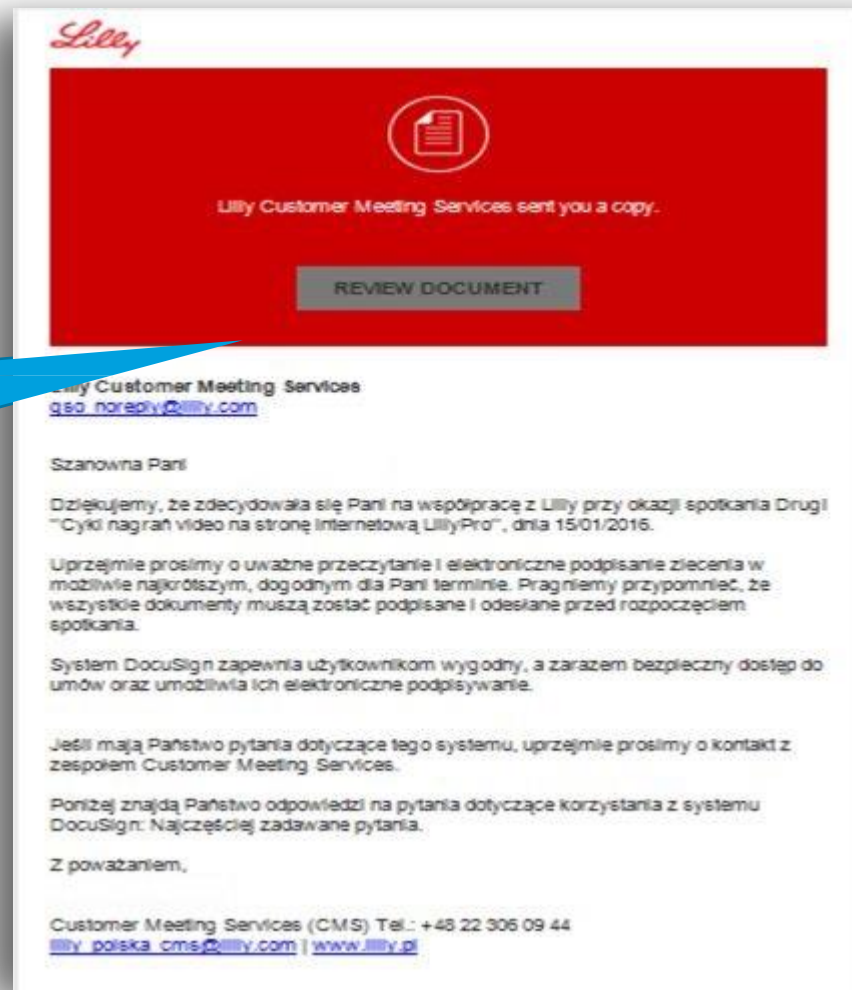 Lilly
Lilly Customer Meeting Services sent you a copy.
REVIEW DOCUMENT
Lilly Customer Meeting Services
gso_noreply@lilly.com
Szanowna Pani
Dziękujemy, że zdecydowała się Pani na współpracę z Lilly przy okazji spotkania Drugi
""Cykl nagrań video na stronę internetową LillyPro"", dnia 15/01/2016.
Uprzejmie prosimy o uważne przeczytanie i elektroniczne podpisanie zlecenia w
możliwie najkrótszym, dogodnym dla Pani terminie. Pragniemy przypomnieć, że
wszystkie dokumenty muszą zostać podpisane i odesłane przed rozpoczęciem
spotkania.
System DocuSign zapewnia użytkownikom wygodny, a zarazem bezpieczny dostęp do
umów oraz umożliwia ich elektroniczne podpisywanie.
Jeśli mają Państwo pytania dotyczące tego systemu, uprzejmie prosimy o kontakt z
zespołem Customer Meeting Services.
Poniżej znajdą Państwo odpowiedzi na pytania dotyczące korzystania z systemu
DocuSign: Najczęściej zadawane pytania.
Z poważaniem,
Customer Meeting Services (CMS) Tel.: +48 22 306 09 44
lilly_polska_cms@lilly.com | www.lilly.pl